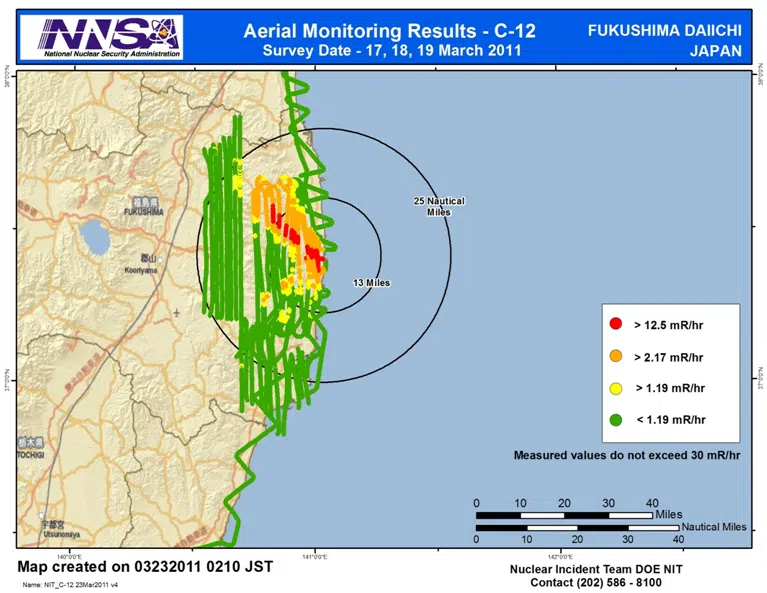 NNSA
National Nuclear Security Administration
Aerial Monitoring Results - C-12
Survey Date - 17, 18, 19 March 2011
FUKUSHIMA DAIICHI
JAPAN
38°0'0"N
38°0'0"N
25 Nautical
Miles
福島県
FUKUSHIMA
郡山
Kooriyama
13 Miles
> 12.5 mR/hr
> 2.17 mR/hr
> 1.19 mR/hr
< 1.19 mR/hr
37°0'0"N
37°0'0"N
栃木県
TOCHIGI
Measured values do not exceed 30 mR/hr
0 10 20 30 40
Miles
Nautical Miles
0 10 20 30 40
宇都宮
Utsunomiya
140°0'0"E
141°0'0"E
142°0'0"E
Map created on 03232011 0210 JST
Name: NIT_C-12 23Mar2011 v4
Nuclear Incident Team DOE NIT
Contact (202) 586 - 8100